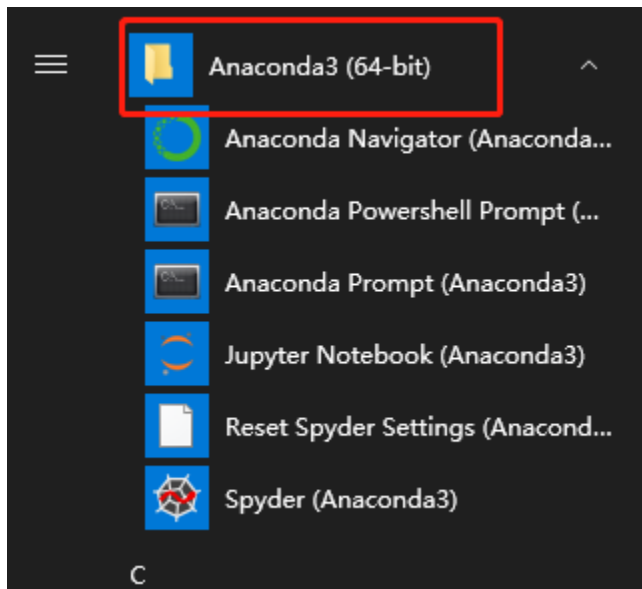 Anaconda3 (64-bit)
Anaconda Navigator (Anaconda...
Anaconda Powershell Prompt (...
Anaconda Prompt (Anaconda3)
Jupyter Notebook (Anaconda3)
Reset Spyder Settings (Anacond...
Spyder (Anaconda3)
C